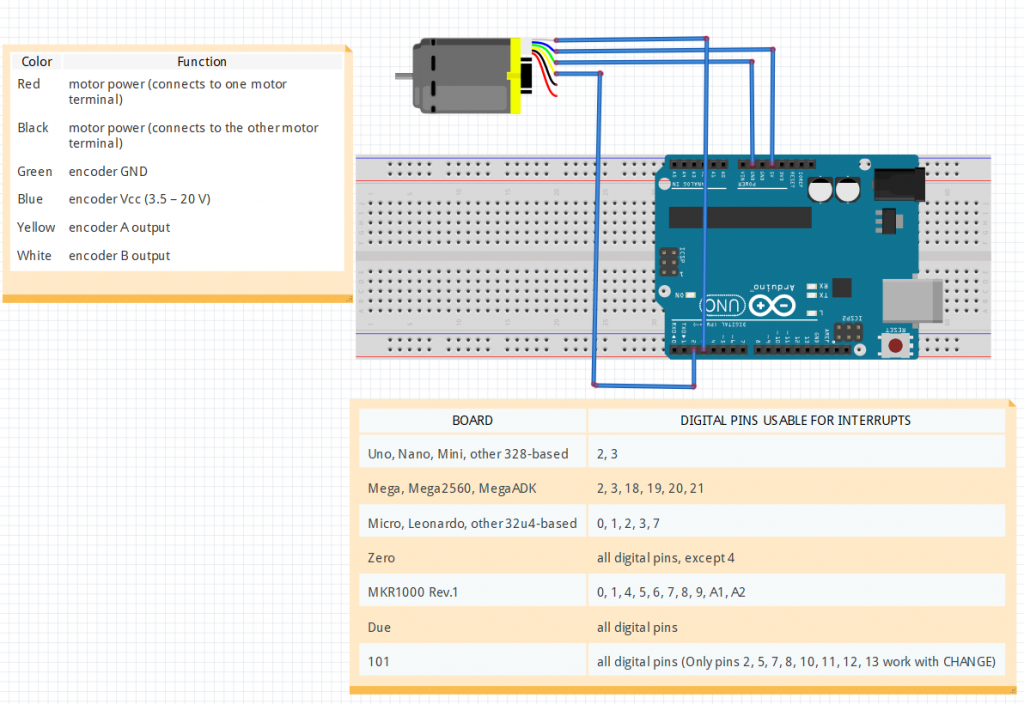 Color Function
Red motor power (connects to one motor
terminal)
Black motor power (connects to the other motor
terminal)
Green encoder GND
Blue encoder Vcc (3.5 – 20 V)
Yellow encoder A output
White encoder B output
ANALOG IN
POWER
RESET
ICSP
ON
UNO
Arduino
RX
TX
L
ICSP2
RESET
DIGITAL
BOARD DIGITAL PINS USABLE FOR INTERRUPTS
Uno, Nano, Mini, other 328-based 2, 3
Mega, Mega2560, MegaADK 2, 3, 18, 19, 20, 21
Micro, Leonardo, other 32u4-based 0, 1, 2, 3, 7
Zero all digital pins, except 4
MKR1000 Rev.1 0, 1, 4, 5, 6, 7, 8, 9, A1, A2
Due all digital pins
101 all digital pins (Only pins 2, 5, 7, 8, 10, 11, 12, 13 work with CHANGE)